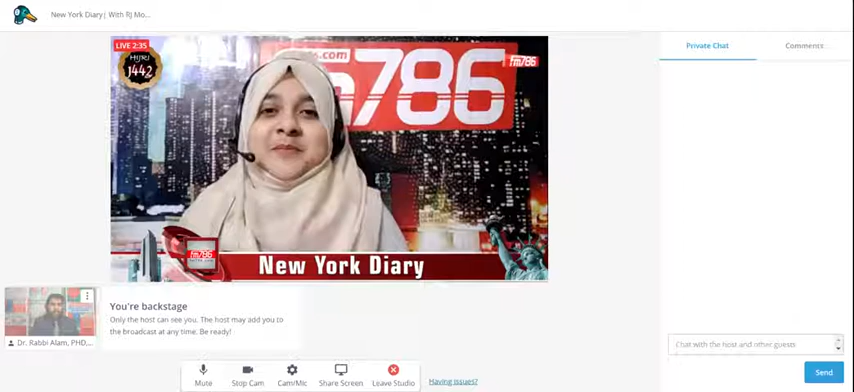 New York Diary| With RJ Mo...
LIVE 2:35
HIJRI
1442
.com
fm786
fm786
fm786
New York Diary
Private Chat
Comments
Dr. Rabbi Alam, PHD,...
You're backstage
Only the host can see you. The host may add you
to the broadcast at any time. Be ready!
Mute
Stop Cam
Cam/Mic
Share Screen
Leave Studio
Having issues?
Chat with the host and other guests
Send